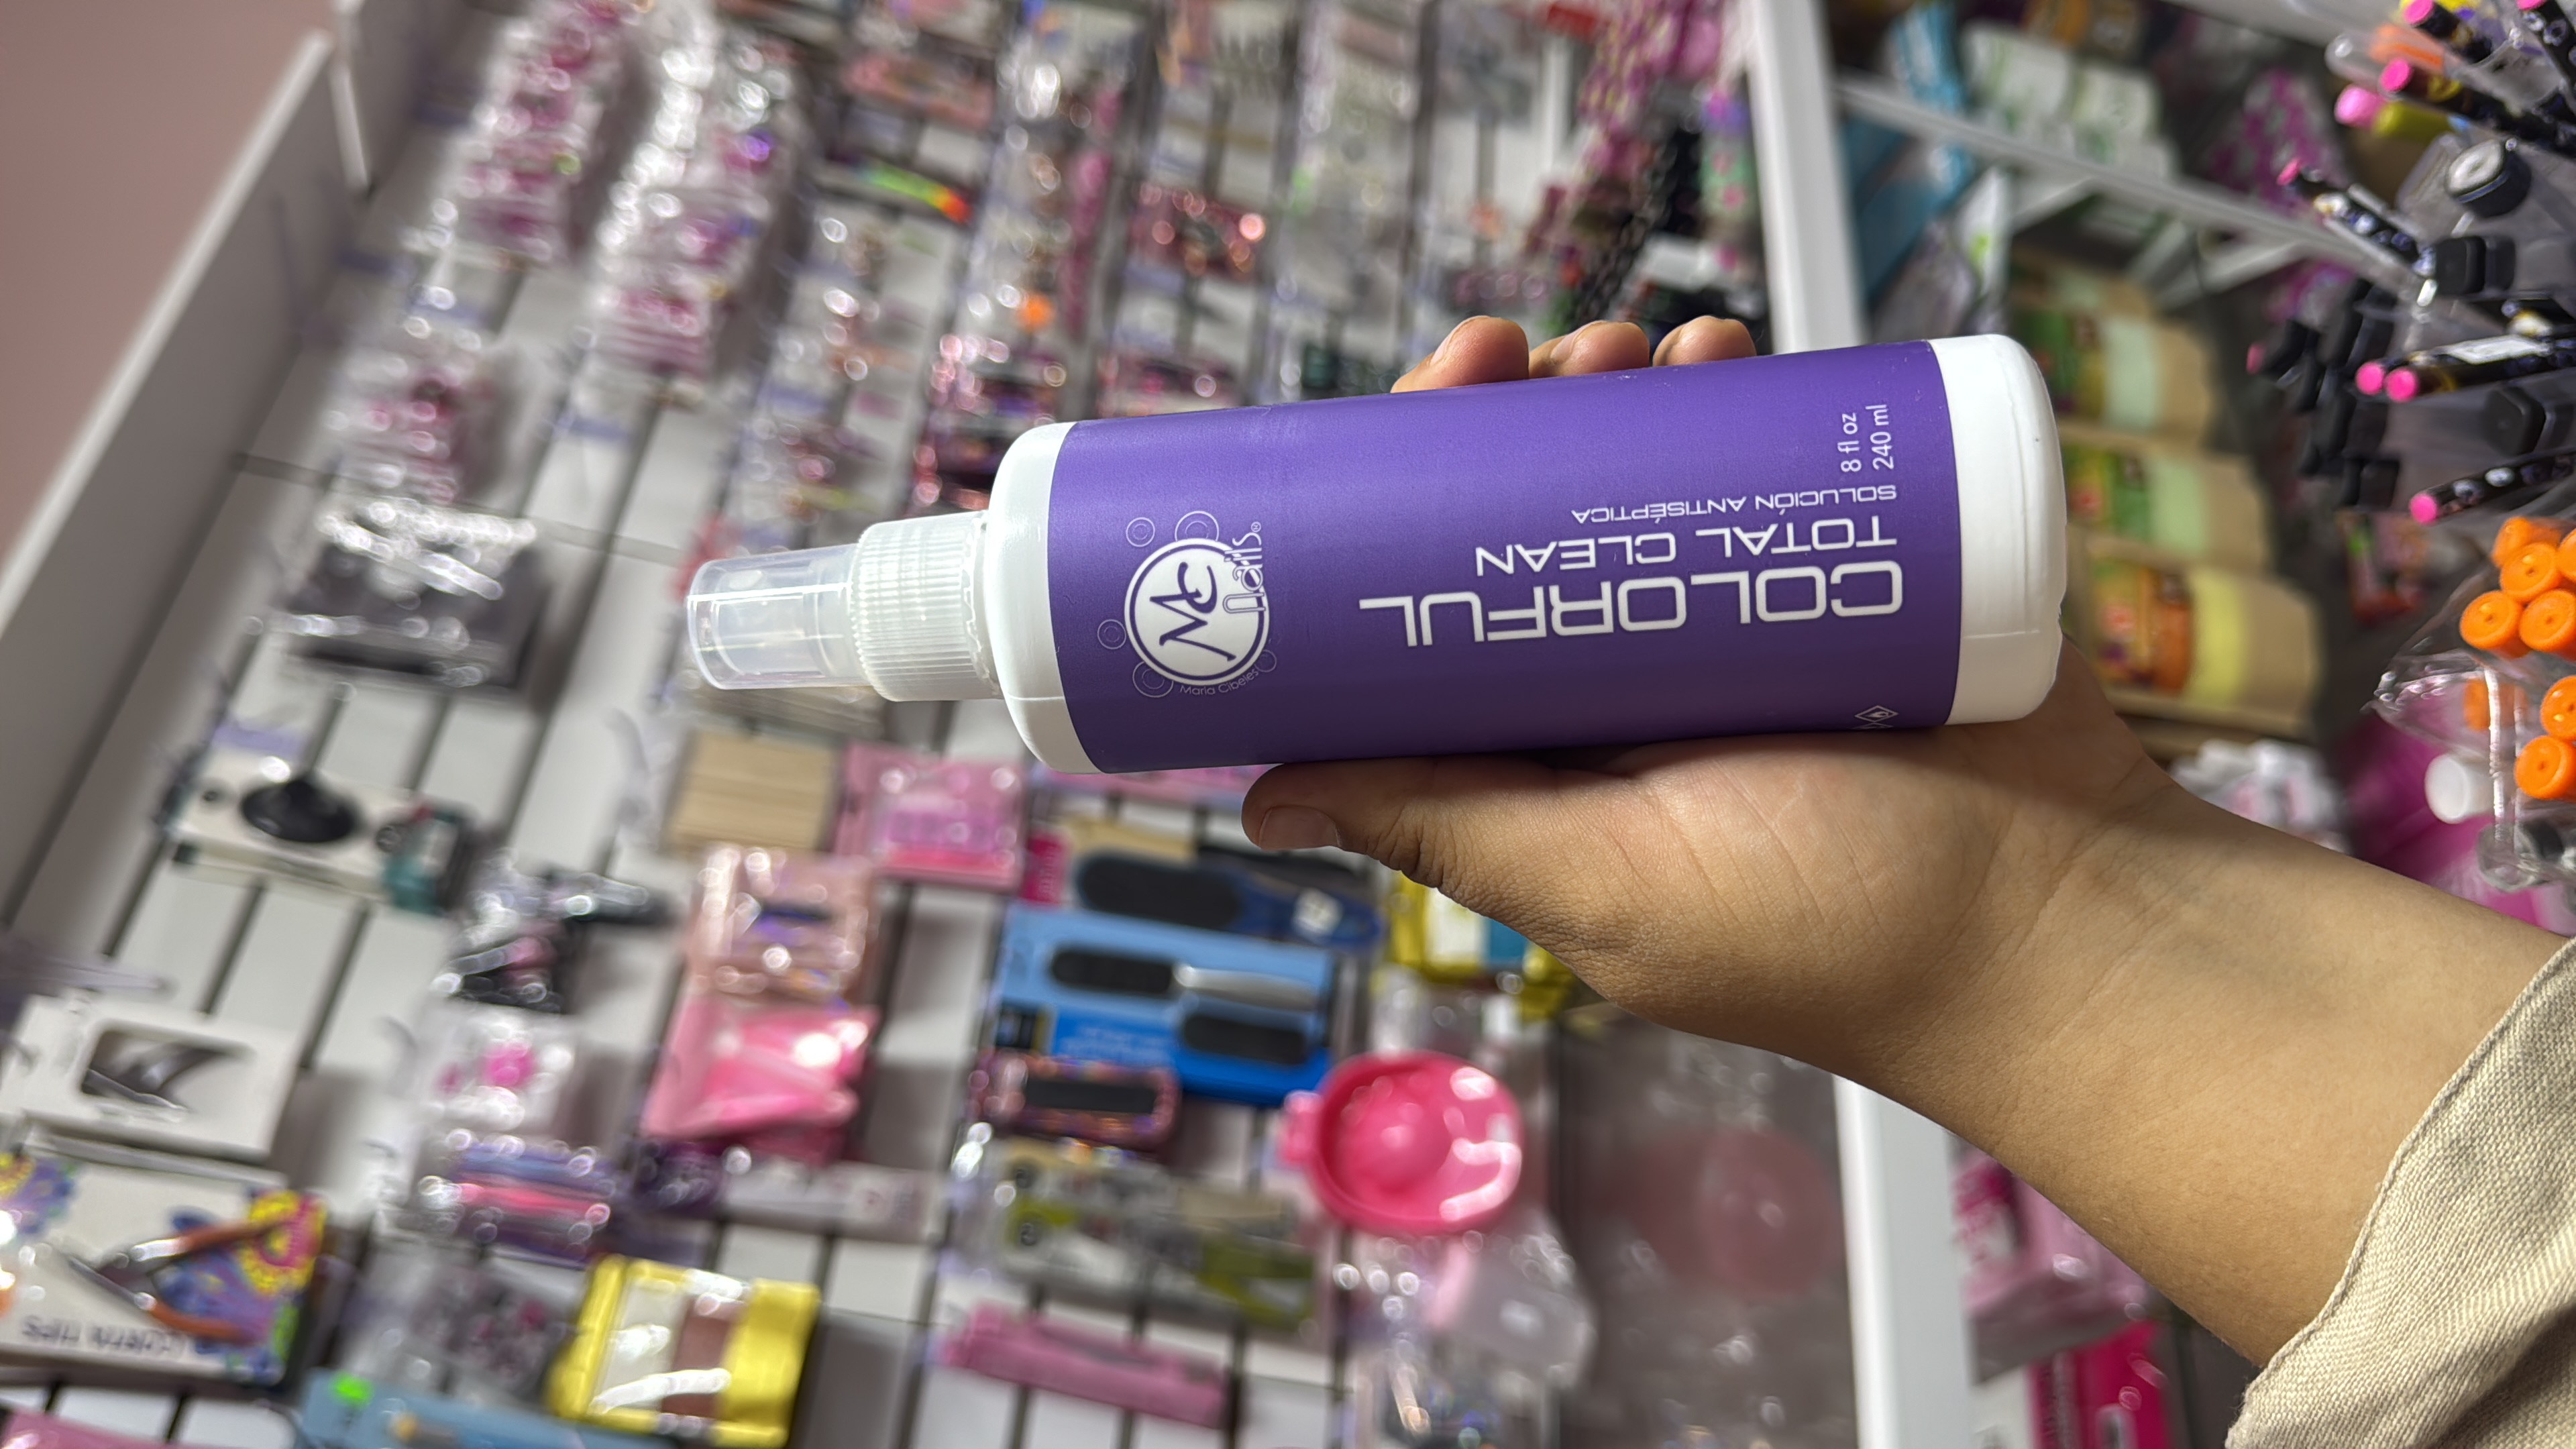 Mc
nails®
Maria Cibeles
COLORFUL
TOTAL CLEAN
SOLUCIÓN ANTISÉPTICA
8 fl oz
240 ml